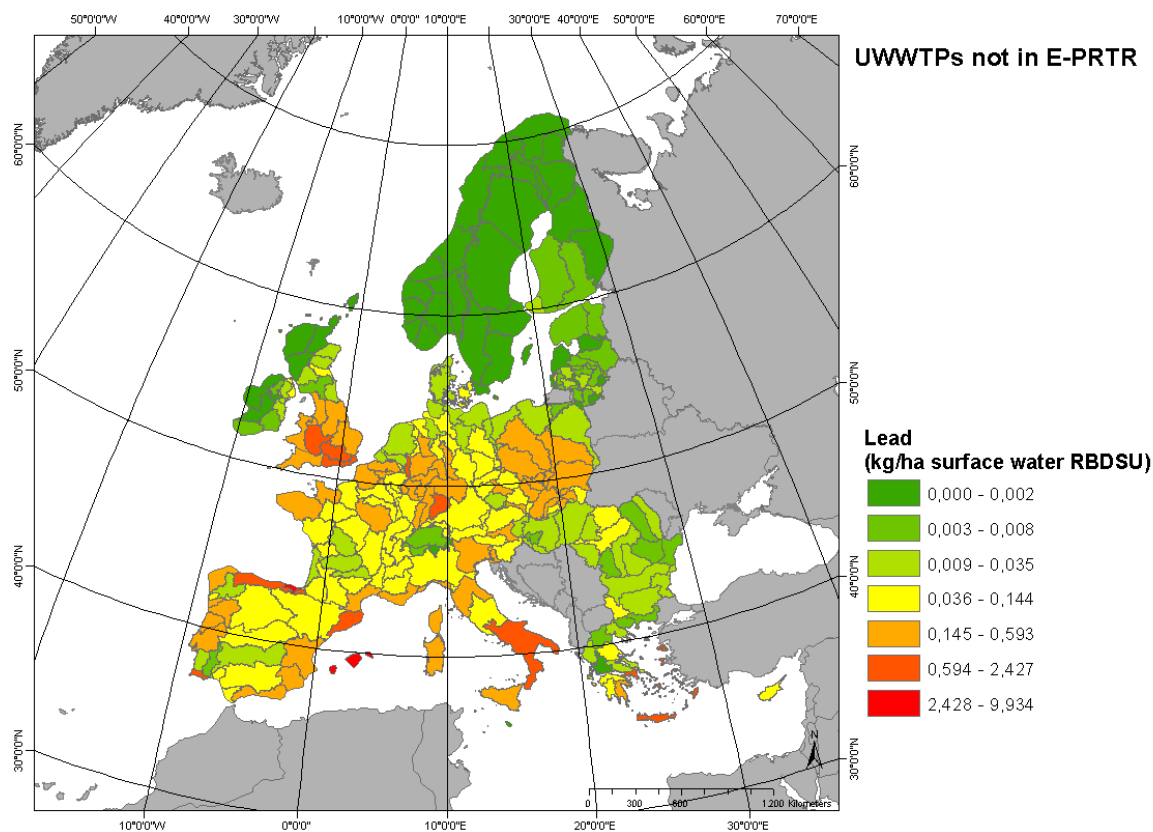 50°0'0"W 40°0'0"W 30°0'0"W 10°0'0"W 0°0'0" 10°0'0"E 30°0'0"E 40°0'0"E 50°0'0"E 70°0'0"E
UWWTPs not in E-PRTR
60°0'0"N 60°0'0"N
50°0'0"N 50°0'0"N
40°0'0"N 40°0'0"N
30°0'0"N 30°0'0"N
Lead
(kg/ha surface water RBDSU)
0,000 - 0,002
0,003 - 0,008
0,009 - 0,035
0,036 - 0,144
0,145 - 0,593
0,594 - 2,427
2,428 - 9,934
N
0 300 600 1.200 Kilometers
10°0'0"W 0°0'0"E 10°0'0"E 20°0'0"E 30°0'0"E